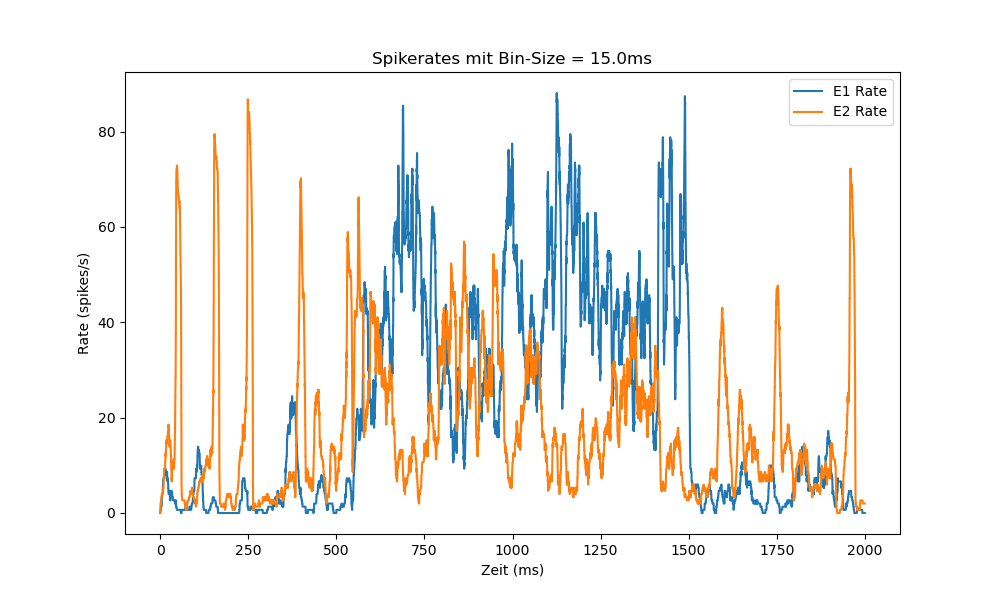 Spikerates mit Bin-Size = 15.0ms
E1 Rate
E2 Rate
80
60
40
20
0
Rate (spikes/s)
0 250 500 750 1000 1250 1500 1750 2000
Zeit (ms)